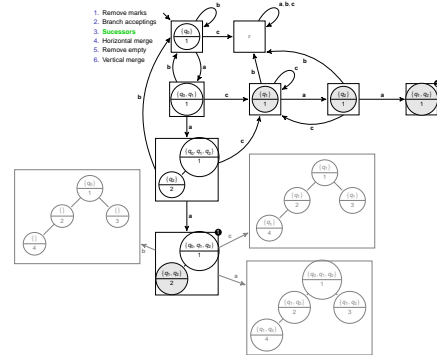 1. Remove marks
2. Branch acceptings
3. Sucessors
4. Horizontal merge
5. Remove empty
6. Vertical merge
b
a, b, c
{q₀}
1
c
b
a
b
c
b
b
{q₀, q₁}
1
c
{q₁}
1
a
{q₂}
1
a
{q₁, q₂}
1
c
a
c
{q₀, q₁, q₂}
1
{q₂}
2
a
{q₀}
1
{}
2
{}
3
{}
4
b
{q₀, q₁, q₂}
1
{q₁, q₂}
2
1
c
a
{q₁}
1
{q₁}
3
{q₁}
4
{q₀, q₁, q₂}
1
{q₁, q₂}
2
{q₁, q₂}
3
{q₁, q₂}
4